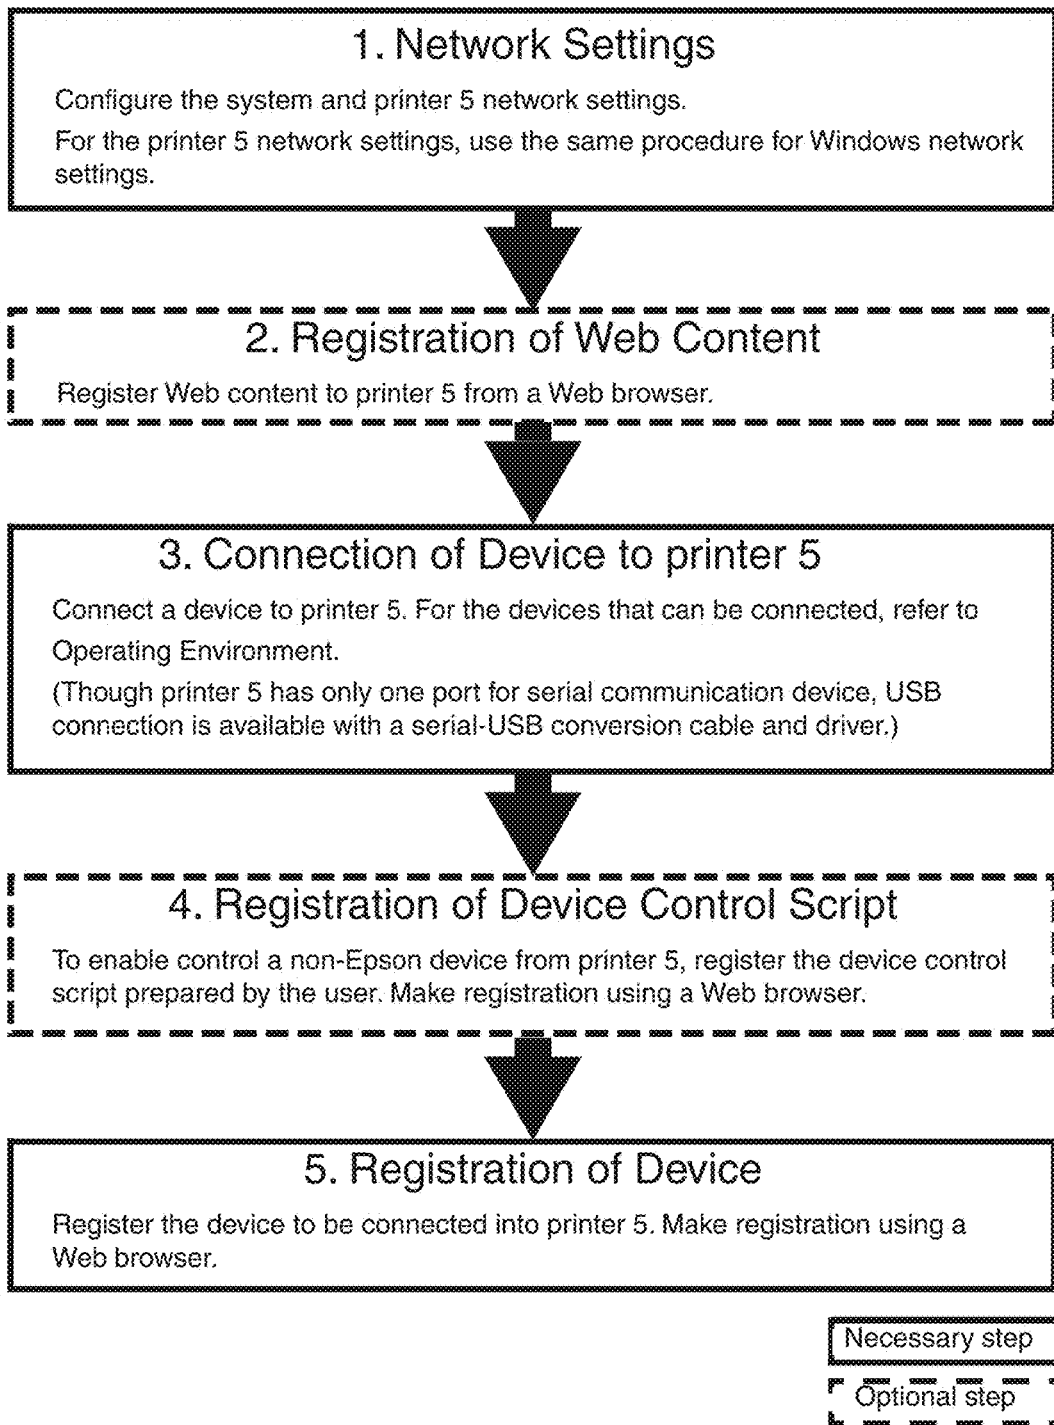 1. Network Settings
Configure the system and printer 5 network settings.
For the printer 5 network settings, use the same procedure for Windows network
settings.
2. Registration of Web Content
Register Web content to printer 5 from a Web browser.
3. Connection of Device to printer 5
Connect a device to printer 5. For the devices that can be connected, refer to
Operating Environment.
(Though printer 5 has only one port for serial communication device, USB
connection is available with a serial-USB conversion cable and driver.)
4. Registration of Device Control Script
To enable control a non-Epson device from printer 5, register the device control
script prepared by the user. Make registration using a Web browser.
5. Registration of Device
Register the device to be connected into printer 5. Make registration using a
Web browser.
Necessary step
Optional step